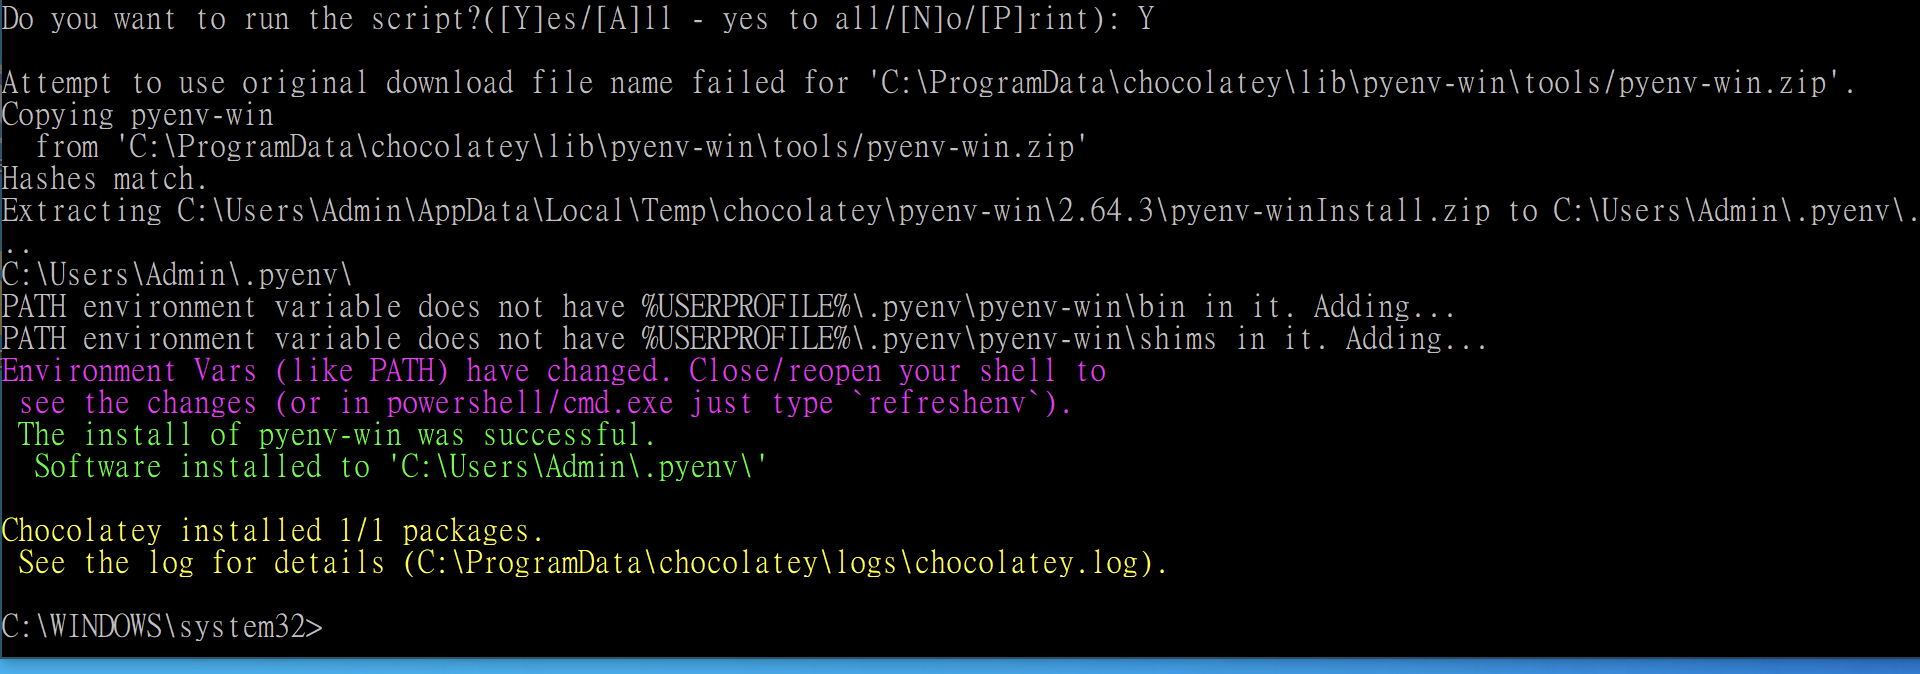 Do you want to run the script?([Y]es/[A]ll - yes to all/[N]o/[P]rint): Y
Attempt to use original download file name failed for 'C:\ProgramData\chocolatey\lib\pyenv-win\tools/pyenv-win.zip'.
Copying pyenv-win
  from 'C:\ProgramData\chocolatey\lib\pyenv-win\tools/pyenv-win.zip'
Hashes match.
Extracting C:\Users\Admin\AppData\Local\Temp\chocolatey\pyenv-win\2.64.3\pyenv-winInstall.zip to C:\Users\Admin\.pyenv\.
..
C:\Users\Admin\.pyenv\
PATH environment variable does not have %USERPROFILE%\.pyenv\pyenv-win\bin in it. Adding...
PATH environment variable does not have %USERPROFILE%\.pyenv\pyenv-win\shims in it. Adding...
Environment Vars (like PATH) have changed. Close/reopen your shell to
 see the changes (or in powershell/cmd.exe just type `refreshenv`).
 The install of pyenv-win was successful.
  Software installed to 'C:\Users\Admin\.pyenv\'
Chocolatey installed 1/1 packages.
 See the log for details (C:\ProgramData\chocolatey\logs\chocolatey.log).
C:\WINDOWS\system32>